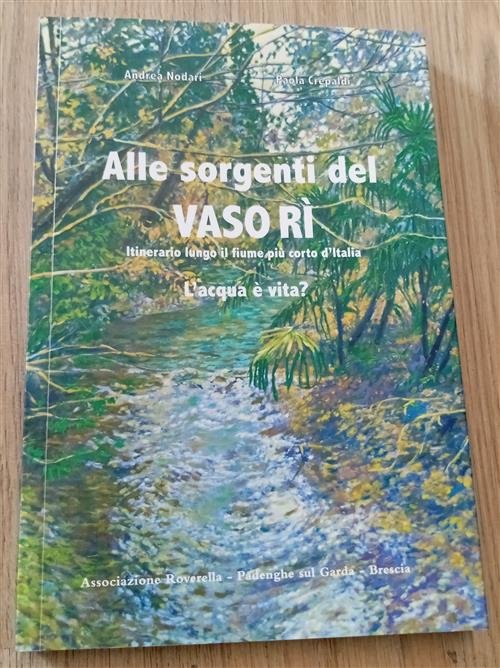 Andrea Nodari Paola Crepaldi
Alle sorgenti del
VASO RÌ
Itinerario lungo il fiume più corto d'Italia
L'acqua è vita?
Associazione Roverella - Padenghe sul Garda - Brescia